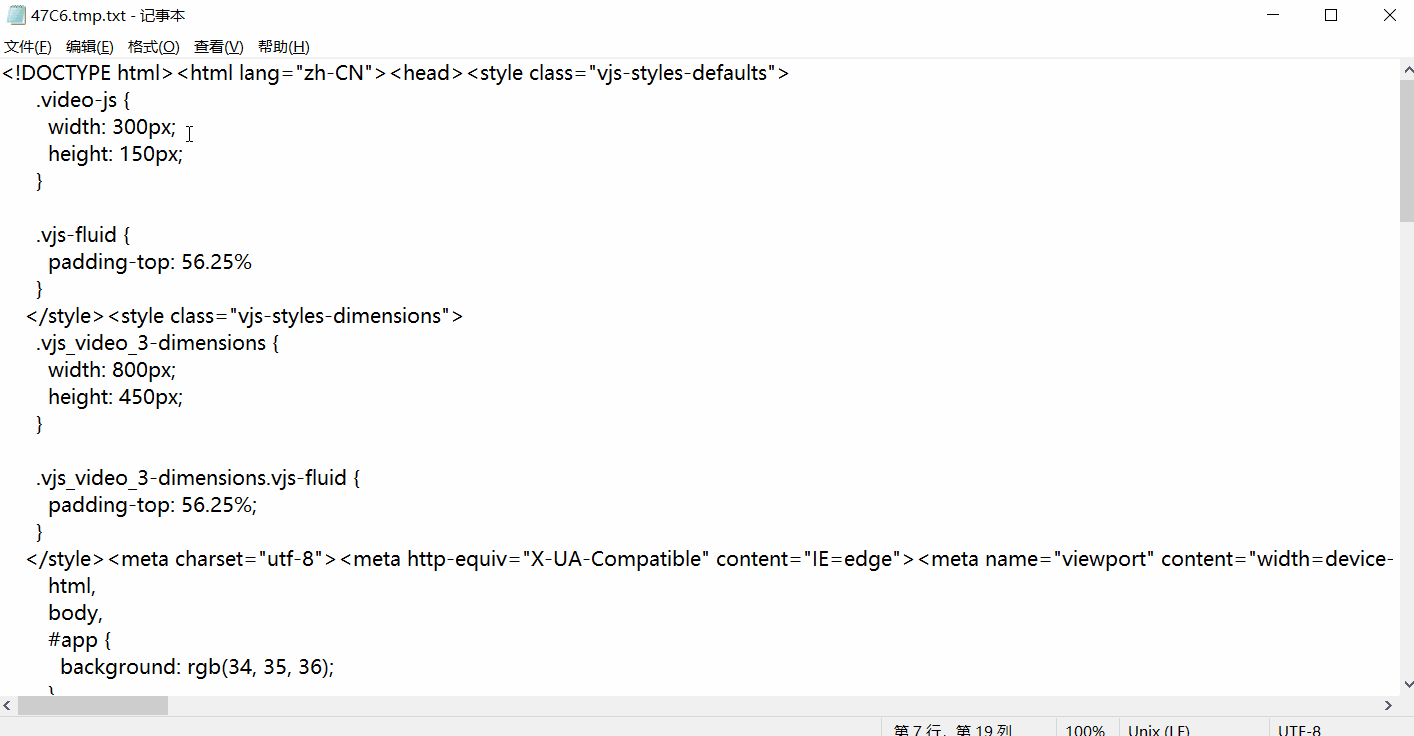 47C6.tmp.txt - 记事本
文件(F) 编辑(E) 格式(O) 查看(V) 帮助(H)
<!DOCTYPE html><html lang="zh-CN"><head><style class="vjs-styles-defaults">
.video-js {
width: 300px;
height: 150px;
}
.vjs-fluid {
padding-top: 56.25%
}
</style><style class="vjs-styles-dimensions">
.vjs_video_3-dimensions {
width: 800px;
height: 450px;
}
.vjs_video_3-dimensions.vjs-fluid {
padding-top: 56.25%;
}
</style><meta charset="utf-8"><meta http-equiv="X-UA-Compatible" content="IE=edge"><meta name="viewport" content="width=device-
html,
body,
#app {
background: rgb(34, 35, 36);
}
第 7 行，第 19 列 100% Unix (LF) UTF-8